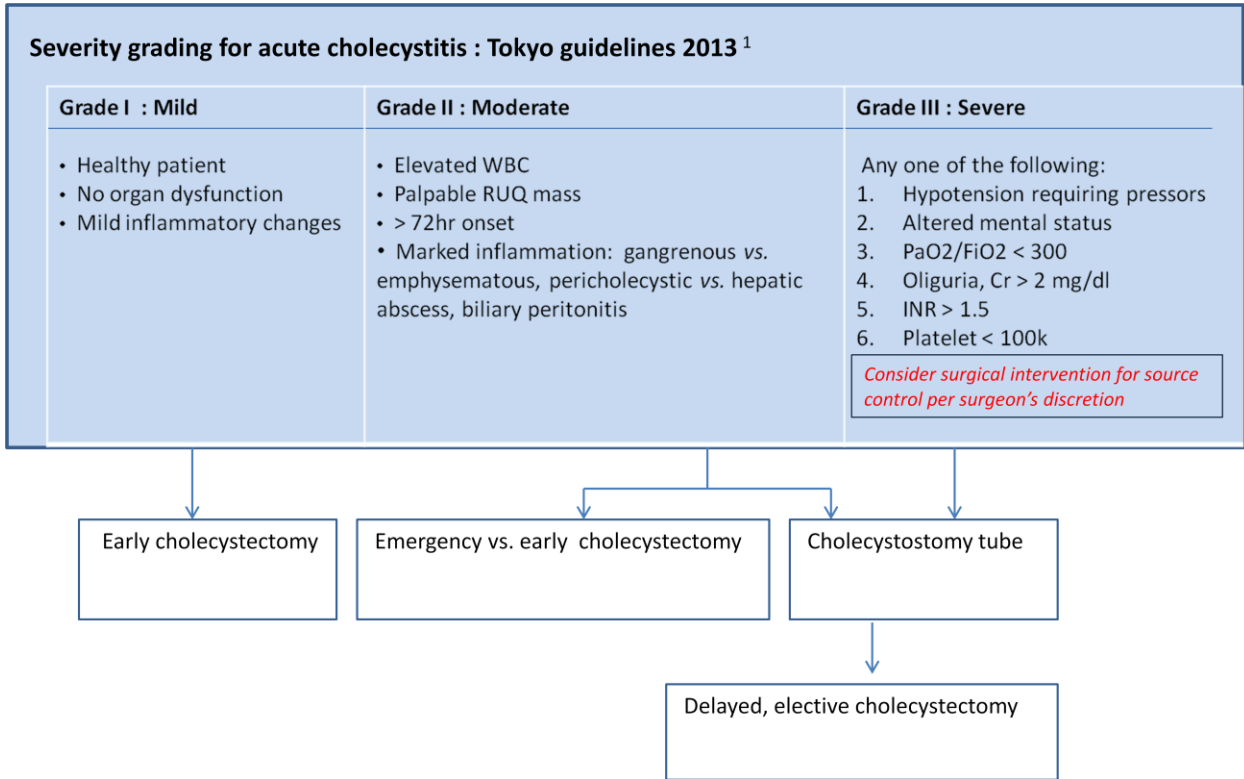 Severity grading for acute cholecystitis : Tokyo guidelines 2013 1
Grade I : Mild
• Healthy patient
• No organ dysfunction
• Mild inflammatory changes
Grade II : Moderate
• Elevated WBC
• Palpable RUQ mass
• > 72hr onset
• Marked inflammation: gangrenous vs.
emphysematous, pericholecystic vs. hepatic
abscess, biliary peritonitis
Grade III : Severe
Any one of the following:
1. Hypotension requiring pressors
2. Altered mental status
3. PaO2/FiO2 < 300
4. Oliguria, Cr > 2 mg/dl
5. INR > 1.5
6. Platelet < 100k
Consider surgical intervention for source
control per surgeon's discretion
Early cholecystectomy
Emergency vs. early cholecystectomy
Cholecystostomy tube
Delayed, elective cholecystectomy